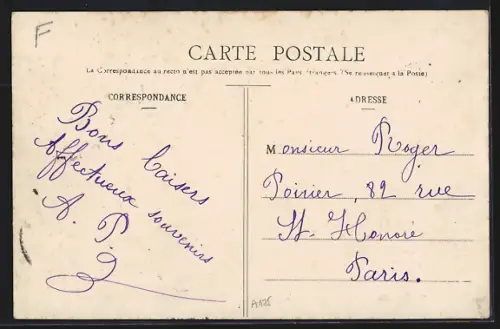 F
CARTE POSTALE
La Correspondance au recto n'est pas acceptée par tous les Pays étrangers (Se renseigner à la Poste)
CORRESPONDANCE
Bons baisers
Affectueux souvenirs
A. P.
ADRESSE
Monsieur Roger
Poirier, 82 rue
St Honoré
Paris.